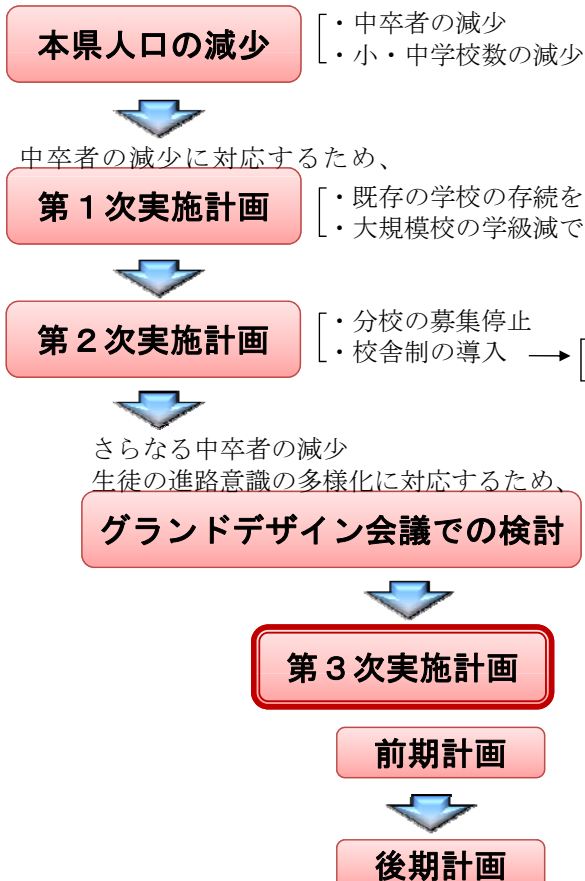 本県人口の減少
・中卒者の減少
・小・中学校数の減少
中卒者の減少に対応するため、
第１次実施計画
・既存の学校の存続を
・大規模校の学級減で
第２次実施計画
・分校の募集停止
・校舎制の導入
さらなる中卒者の減少
生徒の進路意識の多様化に対応するため、
グランドデザイン会議での検討
第３次実施計画
前期計画
後期計画